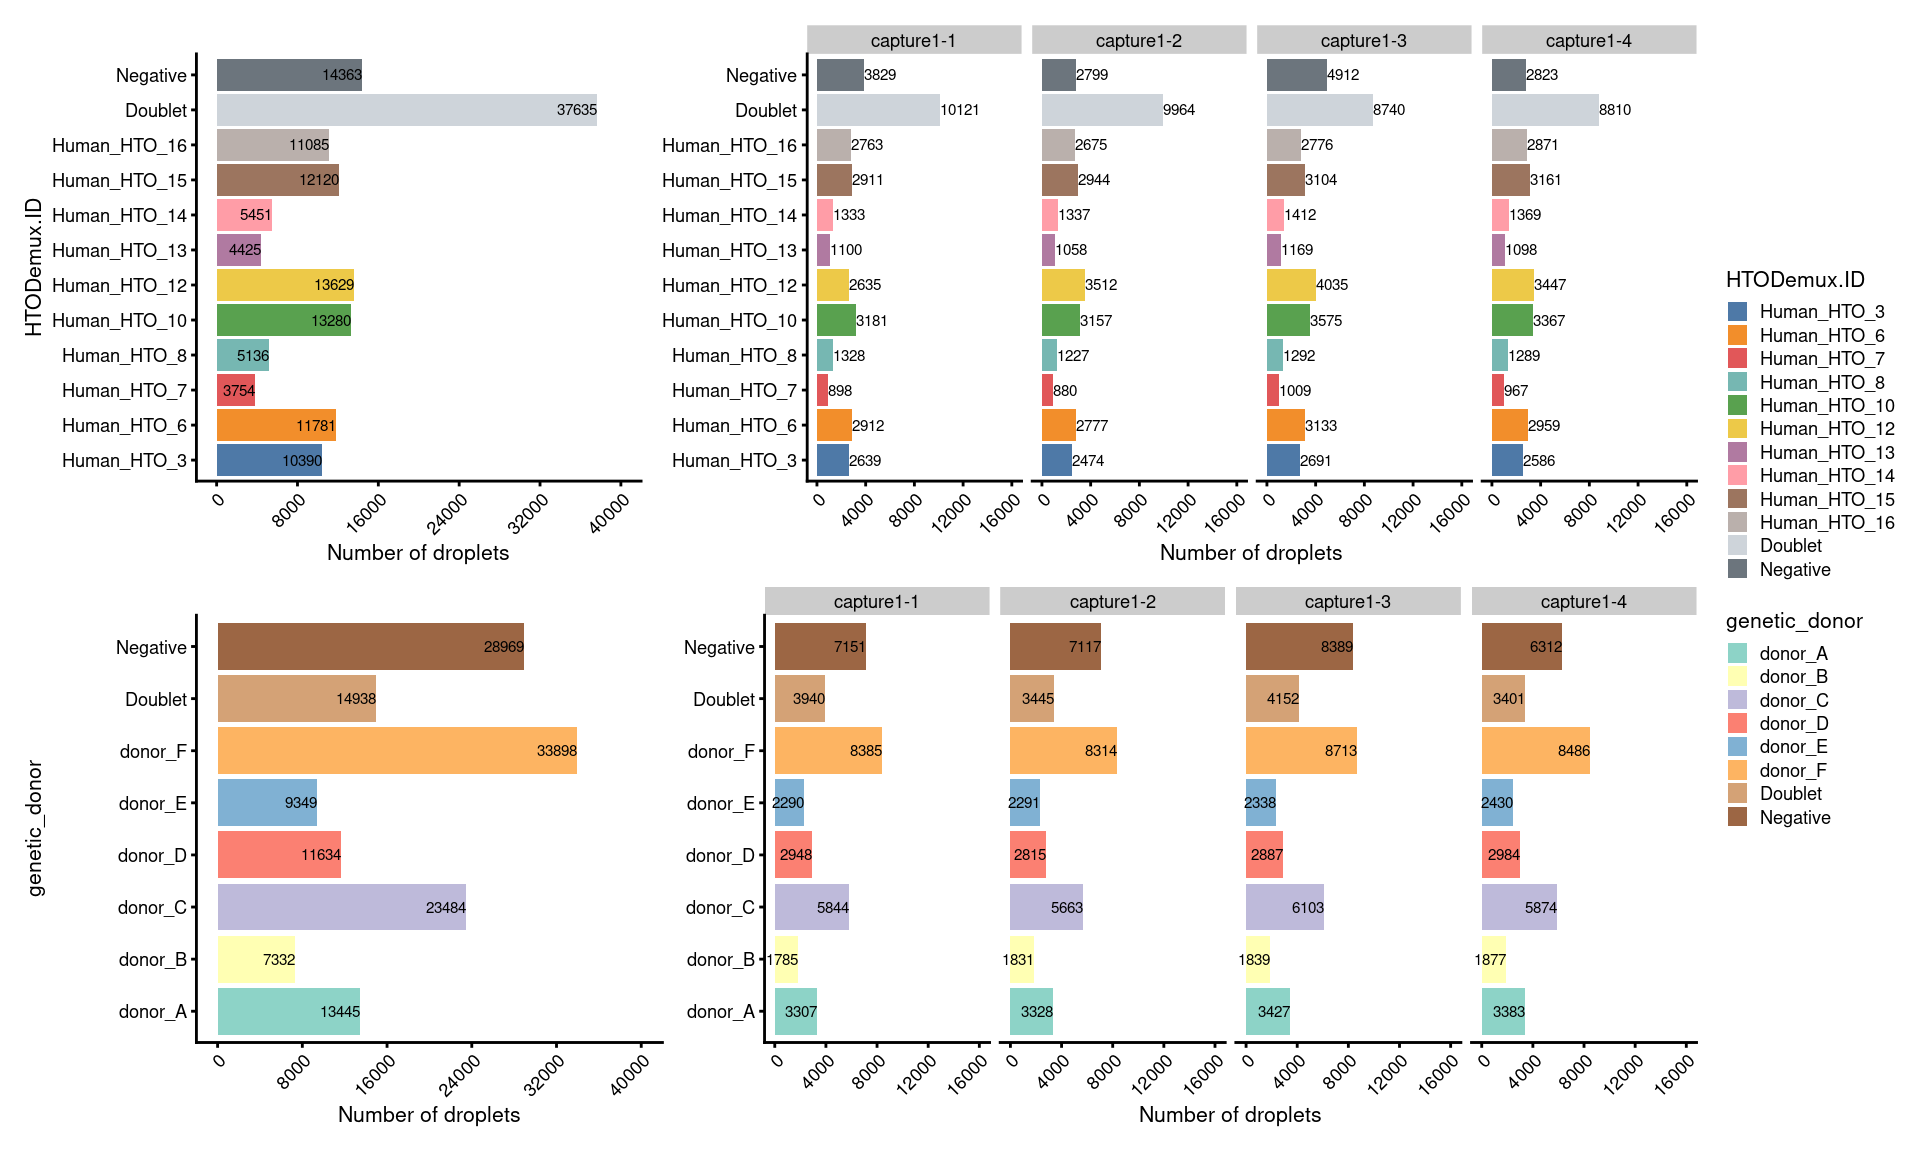 HTODemux.ID
Negative 14363
Doublet 37635
Human_HTO_16 11085
Human_HTO_15 12120
Human_HTO_14 5451
Human_HTO_13 4425
Human_HTO_12 13629
Human_HTO_10 13280
Human_HTO_8 5136
Human_HTO_7 3754
Human_HTO_6 11781
Human_HTO_3 10390
0 8000 16000 24000 32000 40000
Number of droplets
capture1-1 capture1-2 capture1-3 capture1-4
Negative 3829 2799 4912 2823
Doublet 10121 9964 8740 8810
Human_HTO_16 2763 2675 2776 2871
Human_HTO_15 2911 2944 3104 3161
Human_HTO_14 1333 1337 1412 1369
Human_HTO_13 1100 1058 1169 1098
Human_HTO_12 2635 3512 4035 3447
Human_HTO_10 3181 3157 3575 3367
Human_HTO_8 1328 1227 1292 1289
Human_HTO_7 898 880 1009 967
Human_HTO_6 2912 2777 3133 2959
Human_HTO_3 2639 2474 2691 2586
0 4000 8000 12000 16000 0 4000 8000 12000 16000 0 4000 8000 12000 16000 0 4000 8000 12000 16000
Number of droplets
HTODemux.ID
Human_HTO_3
Human_HTO_6
Human_HTO_7
Human_HTO_8
Human_HTO_10
Human_HTO_12
Human_HTO_13
Human_HTO_14
Human_HTO_15
Human_HTO_16
Doublet
Negative
genetic_donor
Negative 28969
Doublet 14938
donor_F 33898
donor_E 9349
donor_D 11634
donor_C 23484
donor_B 7332
donor_A 13445
0 8000 16000 24000 32000 40000
Number of droplets
capture1-1 capture1-2 capture1-3 capture1-4
Negative 7151 7117 8389 6312
Doublet 3940 3445 4152 3401
donor_F 8385 8314 8713 8486
donor_E 2290 2291 2338 2430
donor_D 2948 2815 2887 2984
donor_C 5844 5663 6103 5874
donor_B 1785 1831 1839 1877
donor_A 3307 3328 3427 3383
0 4000 8000 12000 16000 0 4000 8000 12000 16000 0 4000 8000 12000 16000 0 4000 8000 12000 16000
Number of droplets
genetic_donor
donor_A
donor_B
donor_C
donor_D
donor_E
donor_F
Doublet
Negative